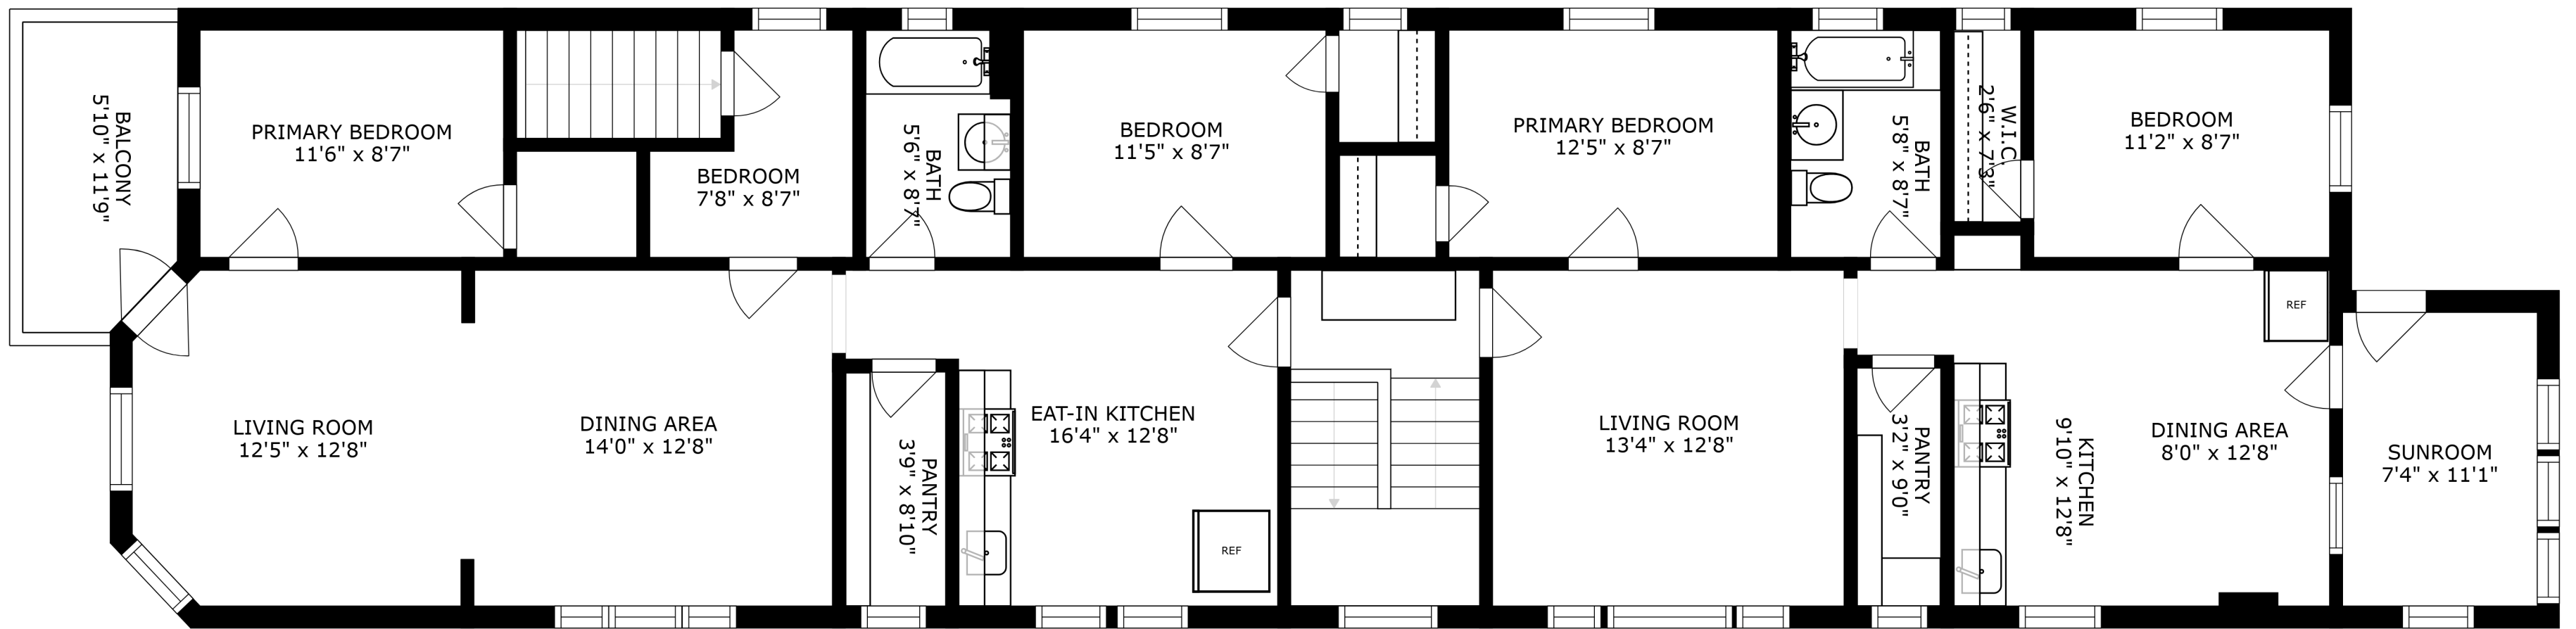 BALCONY
5'10" x 11'9"
PRIMARY BEDROOM
11'6" x 8'7"
BEDROOM
7'8" x 8'7"
BATH
5'6" x 8'7"
BEDROOM
11'5" x 8'7"
PRIMARY BEDROOM
12'5" x 8'7"
BATH
5'8" x 8'7"
W.I.C.
2'6" x 7'3"
BEDROOM
11'2" x 8'7"
REF
LIVING ROOM
12'5" x 12'8"
DINING AREA
14'0" x 12'8"
PANTRY
3'9" x 8'10"
EAT-IN KITCHEN
16'4" x 12'8"
REF
LIVING ROOM
13'4" x 12'8"
PANTRY
3'2" x 9'0"
KITCHEN
9'10" x 12'8"
DINING AREA
8'0" x 12'8"
SUNROOM
7'4" x 11'1"